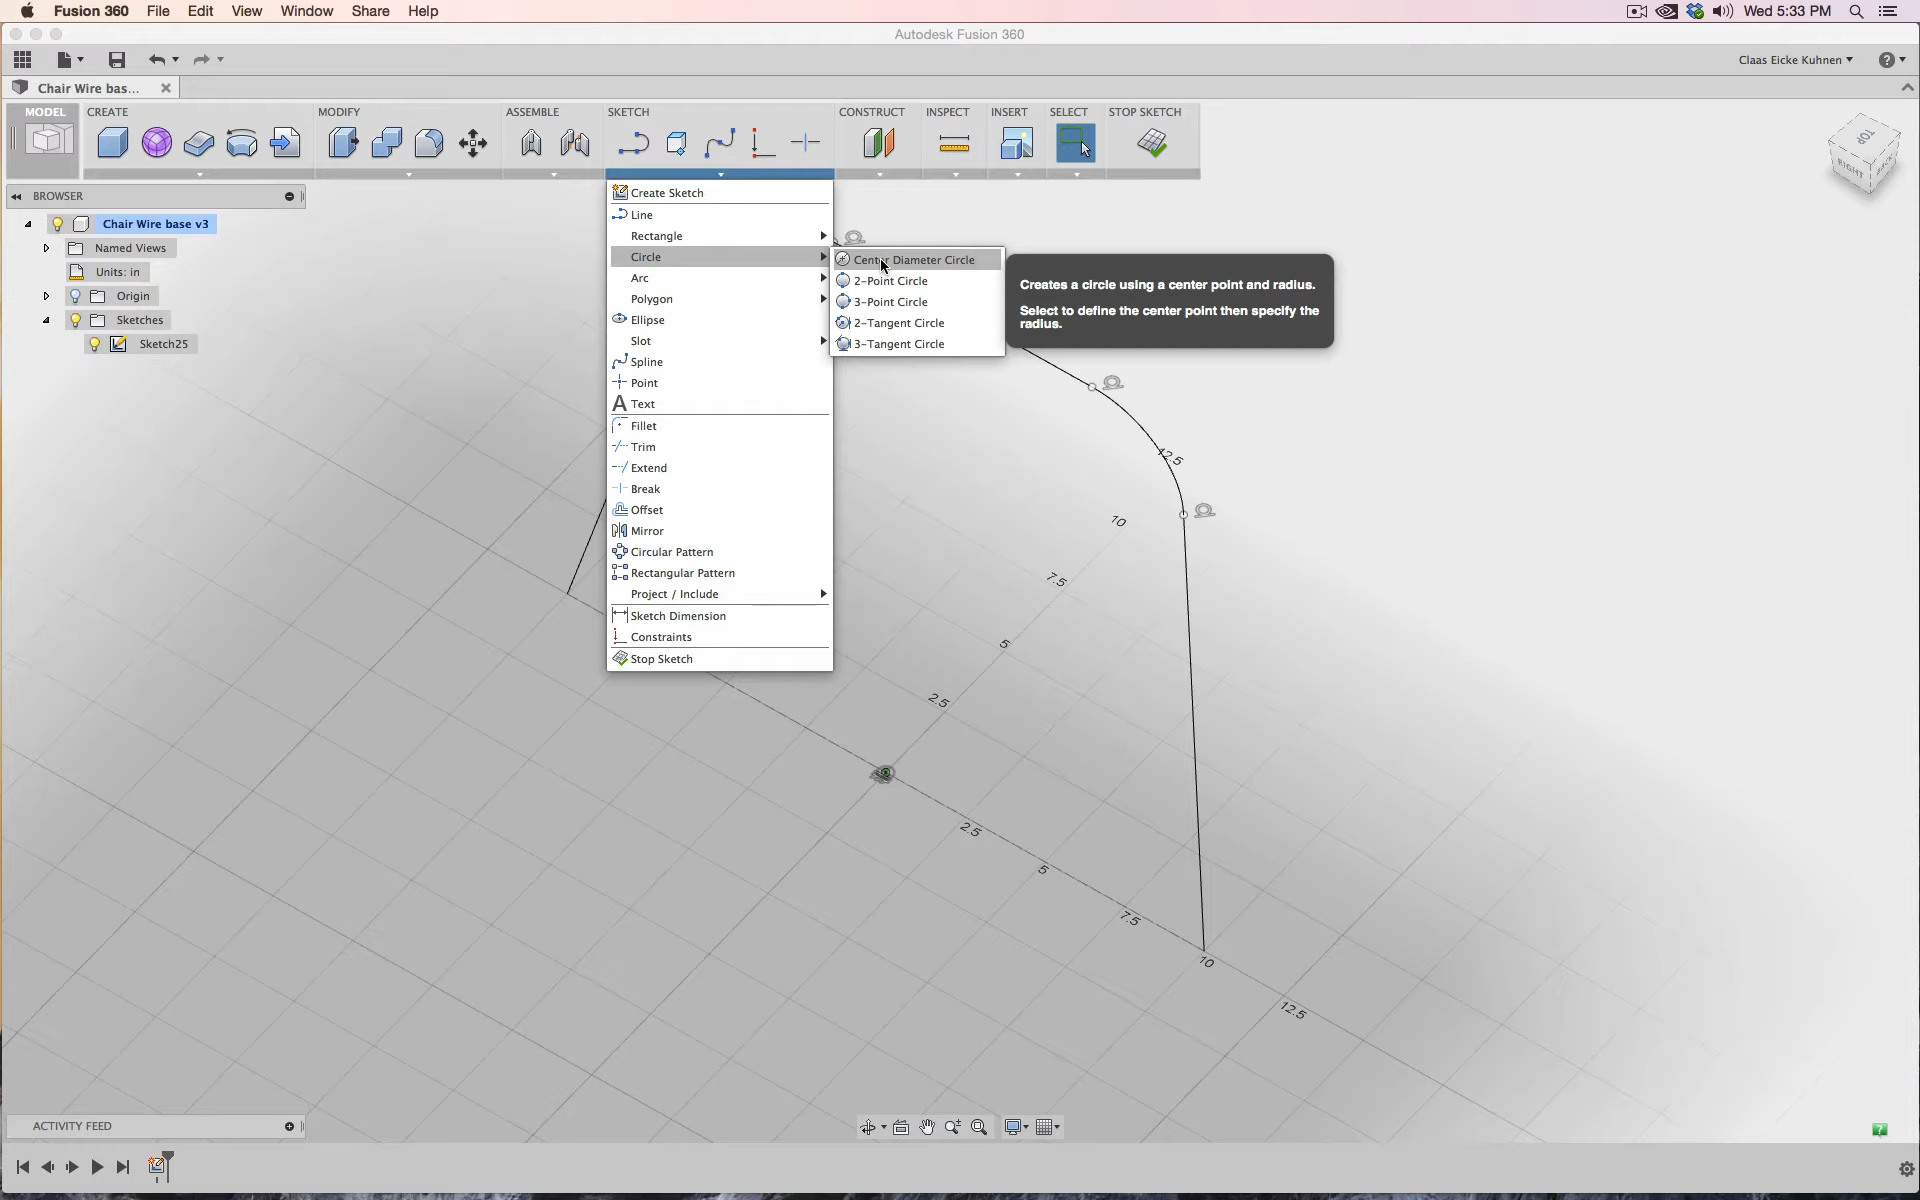 Fusion 360 File Edit View Window Share Help Wed 5:33 PM
Autodesk Fusion 360
Claas Eicke Kuhnen ?
Chair Wire bas...
MODEL CREATE MODIFY ASSEMBLE SKETCH CONSTRUCT INSPECT INSERT SELECT STOP SKETCH
TOP
RIGHT
BACK
BROWSER
Chair Wire base v3
Named Views
Units: in
Origin
Sketches
Sketch25
Create Sketch
Line
Rectangle
Circle
Arc
Polygon
Ellipse
Slot
Spline
Point
A Text
Fillet
Trim
Extend
Break
Offset
Mirror
Circular Pattern
Rectangular Pattern
Project / Include
Sketch Dimension
Constraints
Stop Sketch
Center Diameter Circle
2-Point Circle
3-Point Circle
2-Tangent Circle
3-Tangent Circle
Creates a circle using a center point and radius.
Select to define the center point then specify the
radius.
12.5
10
7.5
5
2.5
2.5
5
7.5
10
12.5
ACTIVITY FEED
?